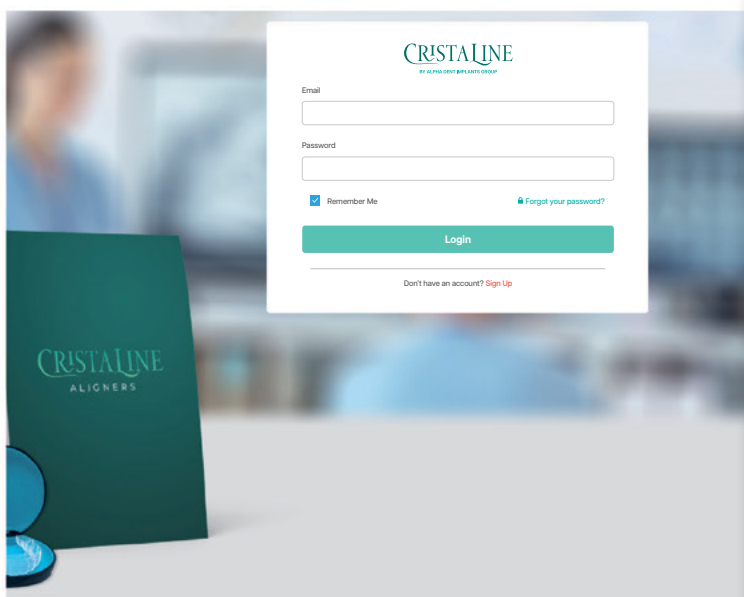 CRISTALINE
BY ALPHA DENT IMPLANTS GROUP
Email
Password
Remember Me
Forgot your password?
Login
Don't have an account? Sign Up
CRISTALINE
ALIGNERS